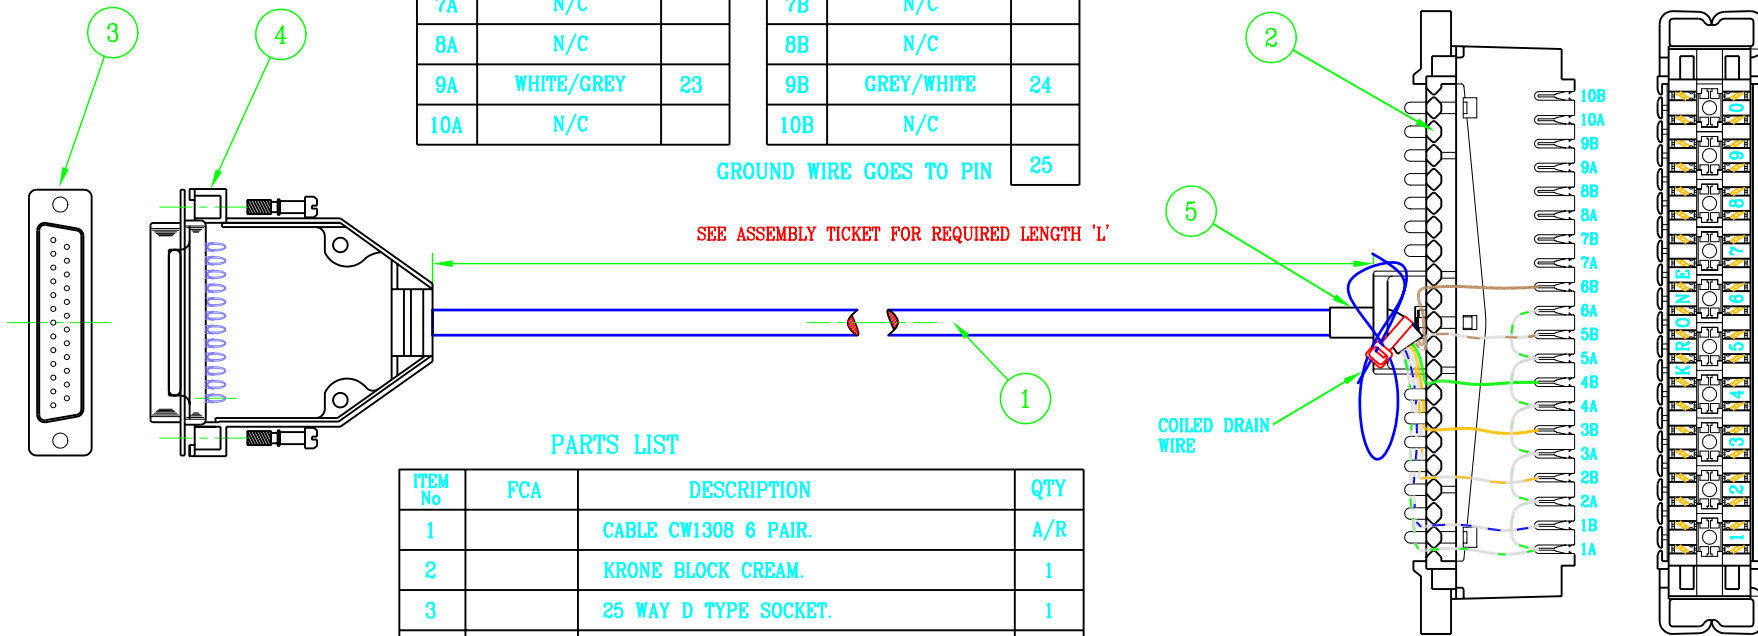 7A N/C 7B N/C
8A N/C 8B N/C
9A WHITE/GREY 23 9B GREY/WHITE 24
10A N/C 10B N/C
GROUND WIRE GOES TO PIN 25
3
4
2
5
1
SEE ASSEMBLY TICKET FOR REQUIRED LENGTH 'L'
COILED DRAIN
WIRE
10B
10A
9B
9A
8B
8A
7B
7A
6B
6A
5B
5A
4B
4A
3B
3A
2B
2A
1B
1A
KRONE
0
9
8
7
6
5
4
3
2
1
PARTS LIST
ITEM No FCA DESCRIPTION QTY
1 CABLE CW1308 6 PAIR. A/R
2 KRONE BLOCK CREAM. 1
3 25 WAY D TYPE SOCKET. 1